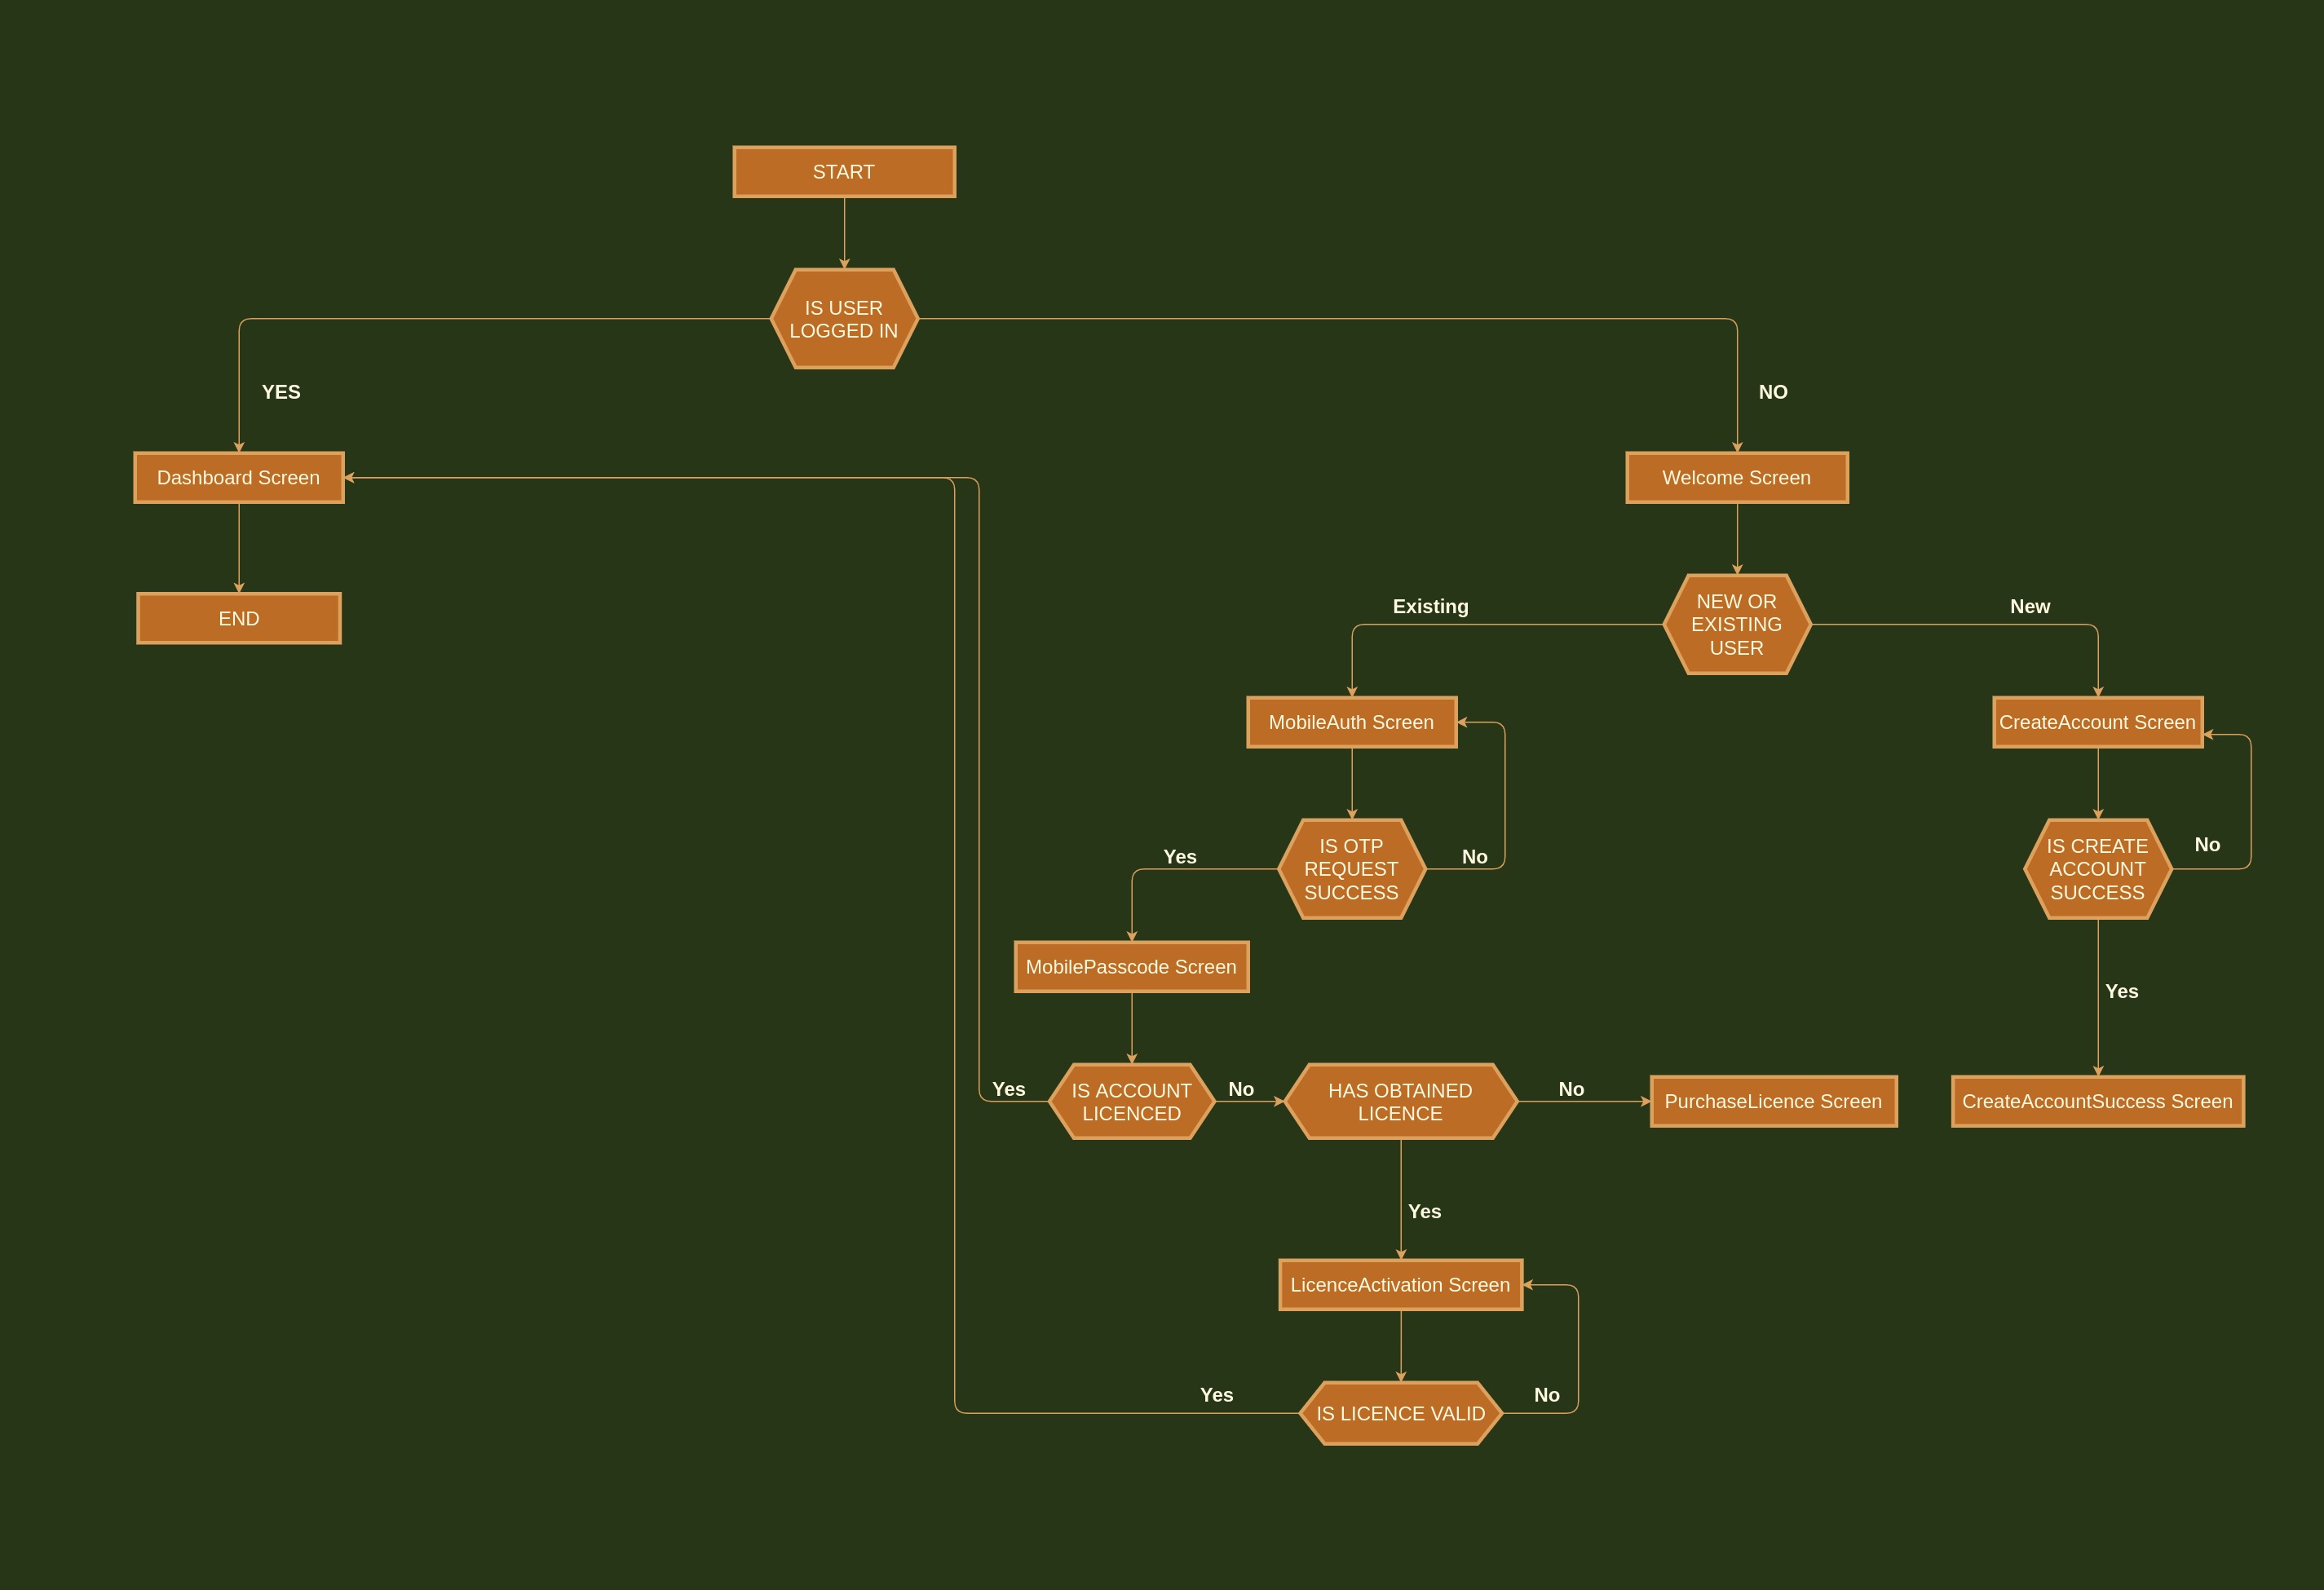 START
IS USER
LOGGED IN
YES
NO
Dashboard Screen
Welcome Screen
END
NEW OR
EXISTING
USER
Existing
New
MobileAuth Screen
CreateAccount Screen
IS OTP
REQUEST
SUCCESS
Yes
No
IS CREATE
ACCOUNT
SUCCESS
No
MobilePasscode Screen
Yes
Yes
IS ACCOUNT
LICENCED
No
HAS OBTAINED
LICENCE
No
PurchaseLicence Screen
CreateAccountSuccess Screen
Yes
LicenceActivation Screen
Yes
IS LICENCE VALID
No